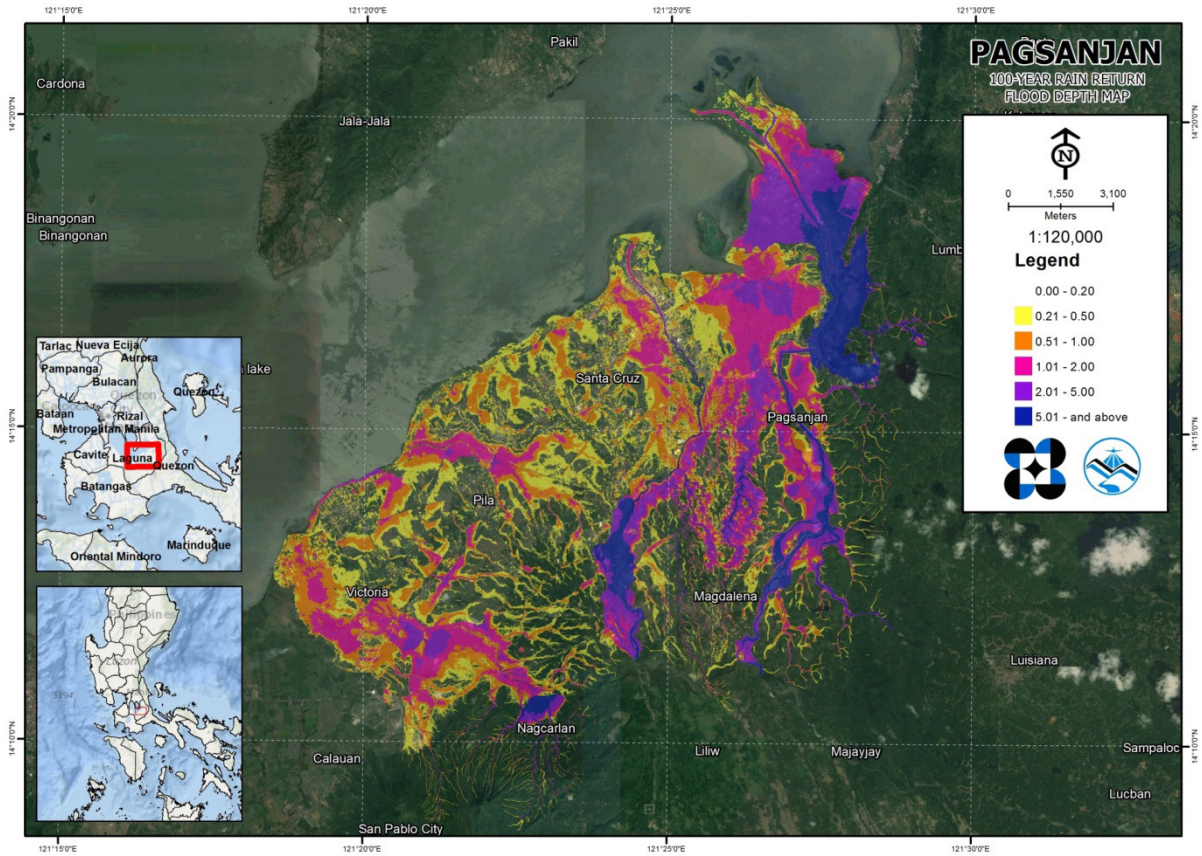 121°15'0"E
121°20'0"E
121°25'0"E
121°30'0"E
PAGSANJAN
100-YEAR RAIN RETURN
FLOOD DEPTH MAP
Pakil
Cardona
Jala-Jala
14°20'0"N
14°20'0"N
N
0 1,550 3,100
Meters
1:120,000
Legend
0.00 - 0.20
0.21 - 0.50
0.51 - 1.00
1.01 - 2.00
2.01 - 5.00
5.01 - and above
Binangonan
Binangonan
Lumb
lake
Santa Cruz
Pagsanjan
14°15'0"N
14°15'0"N
Pila
Victoria
Magdalena
Luisiana
Nagcarlan
Calauan
Liliw
Majayjay
Sampaloc
Lucban
San Pablo City
14°10'0"N
14°10'0"N
Tarlac Nueva Ecija
Aurora
Pampanga
Bulacan
Quezon
Bataan
Rizal
Metropolitan Manila
Cavite
Laguna
Quezon
Batangas
Marinduque
Oriental Mindoro
Philippines
Luzon
121°15'0"E
121°20'0"E
121°25'0"E
121°30'0"E